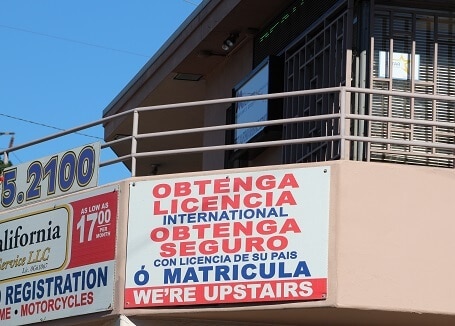 5.2100
alifornia
Service LLC
AS LOW AS
17.00
PER MONTH
REGISTRATION
ME • MOTORCYCLES
OBTENGA
LICENCIA
INTERNATIONAL
OBTENGA
SEGURO
CON LICENCIA DE SU PAIS
Ó MATRICULA
WE'RE UPSTAIRS